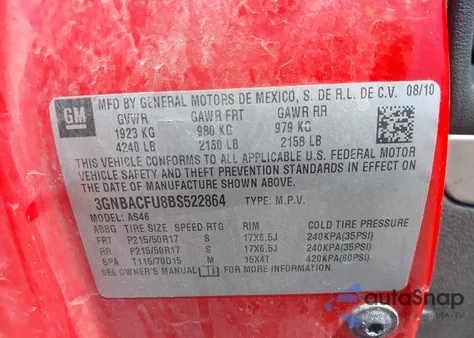 GM
MFD BY GENERAL MOTORS DE MEXICO, S. DE R.L. DE C.V. 08/10
GVWR GAWR FRT GAWR RR
1923 KG 980 KG 979 KG
4240 LB 2160 LB 2158 LB
THIS VEHICLE CONFORMS TO ALL APPLICABLE U.S. FEDERAL MOTOR
VEHICLE SAFETY AND THEFT PREVENTION STANDARDS IN EFFECT ON
THE DATE OF MANUFACTURE SHOWN ABOVE.
3GNBACFU8BS522864 TYPE: M.P.V.
MODEL: AS46
ABBG TIRE SIZE SPEED RTG RIM COLD TIRE PRESSURE
FRT P215/50R17 S 17X6.5J 240KPA(35PSI)
RR P215/50R17 S 17X6.5J 240KPA(35PSI)
SPA T115/70D15 M 15X4T 420KPA(60PSI)
SEE OWNER'S MANUAL FOR MORE INFORMATION.
autoSnap